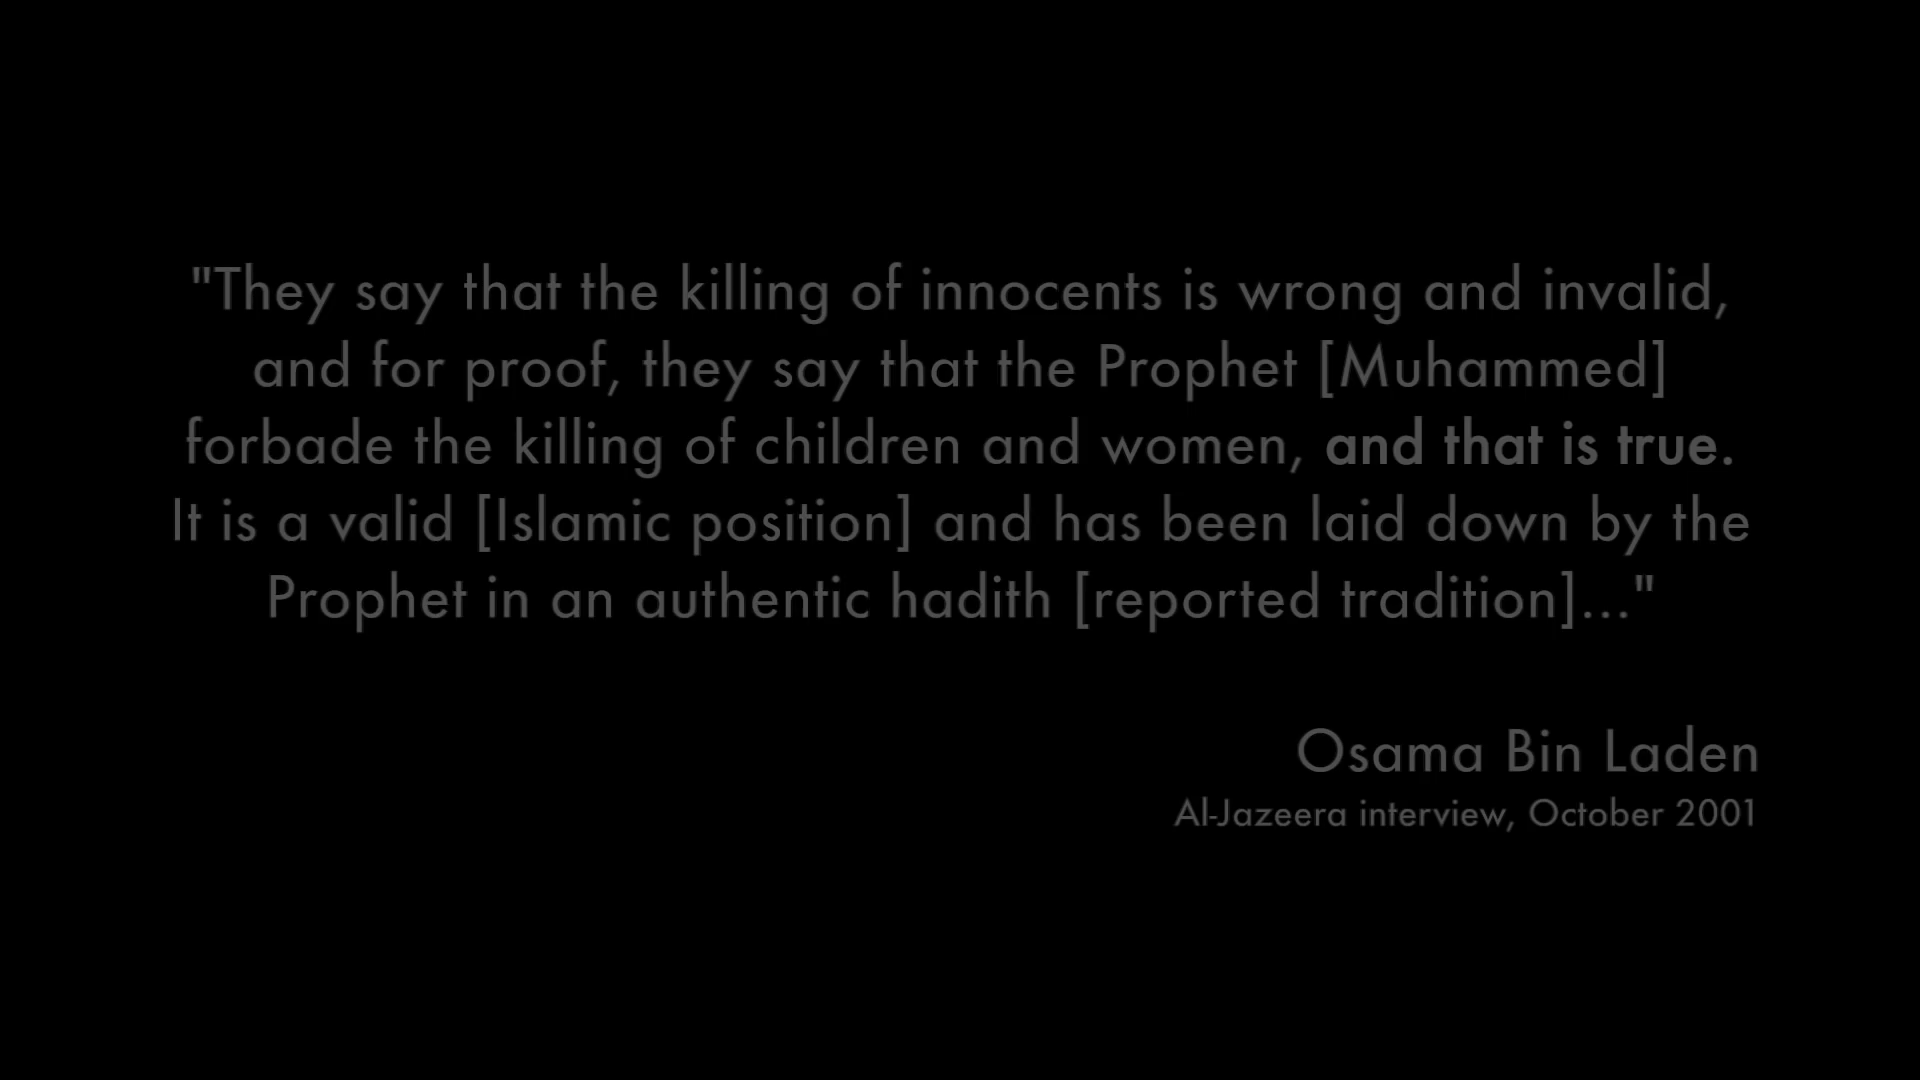 "They say that the killing of innocents is wrong and invalid,
and for proof, they say that the Prophet [Muhammed]
forbade the killing of children and women, and that is true.
It is a valid [Islamic position] and has been laid down by the
Prophet in an authentic hadith [reported tradition]..."
Osama Bin Laden
Al-Jazeera interview, October 2001